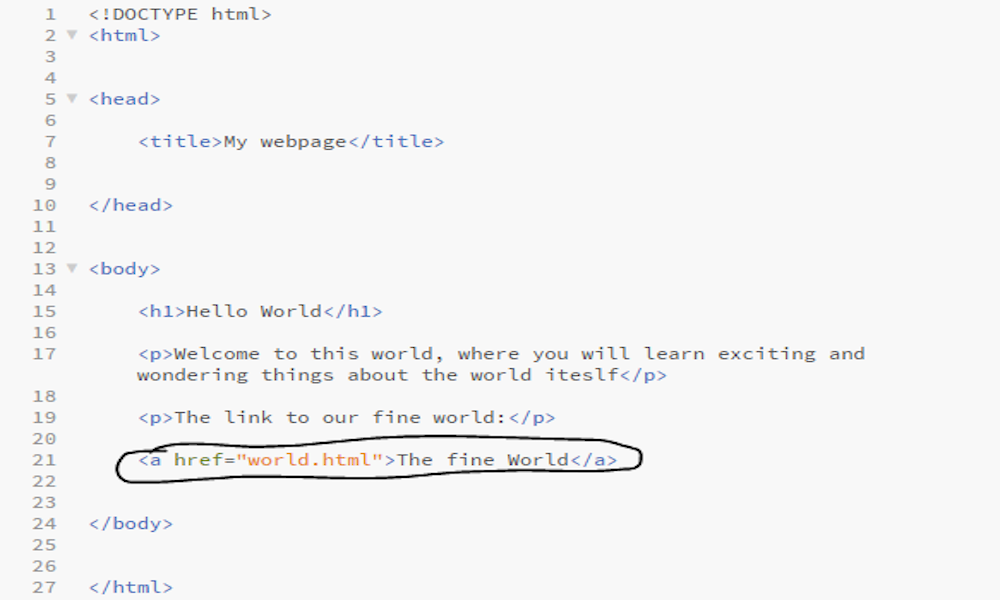 1 <!DOCTYPE html>
2 <html>
3
4
5 <head>
6
7 <title>My webpage</title>
8
9
10 </head>
11
12
13 <body>
14
15 <h1>Hello World</h1>
16
17 <p>Welcome to this world, where you will learn exciting and
wondering things about the world iteslf</p>
18
19 <p>The link to our fine world:</p>
20
21 <a href="world.html">The fine World</a>
22
23
24 </body>
25
26
27 </html>